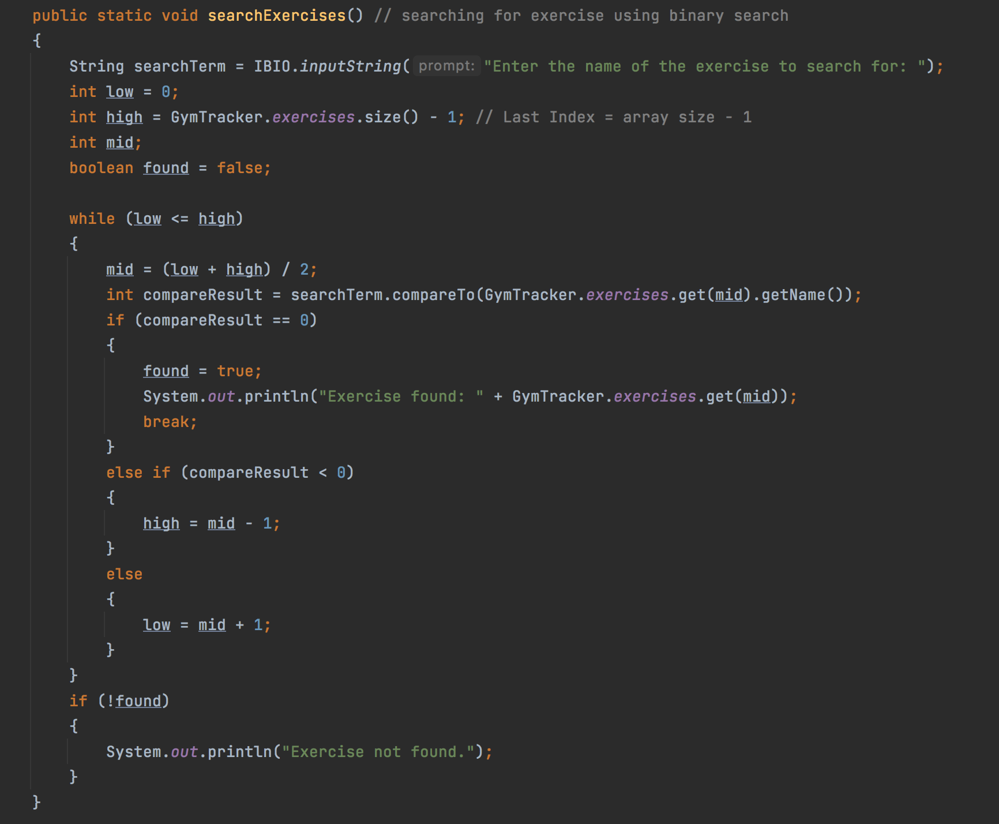 public static void searchExercises() // searching for exercise using binary search
{
    String searchTerm = IBIO.inputString( prompt: "Enter the name of the exercise to search for: ");
    int low = 0;
    int high = GymTracker.exercises.size() - 1; // Last Index = array size - 1
    int mid;
    boolean found = false;

    while (low <= high)
    {
        mid = (low + high) / 2;
        int compareResult = searchTerm.compareTo(GymTracker.exercises.get(mid).getName());
        if (compareResult == 0)
        {
            found = true;
            System.out.println("Exercise found: " + GymTracker.exercises.get(mid));
            break;
        }
        else if (compareResult < 0)
        {
            high = mid - 1;
        }
        else
        {
            low = mid + 1;
        }
    }
    if (!found)
    {
        System.out.println("Exercise not found.");
    }
}